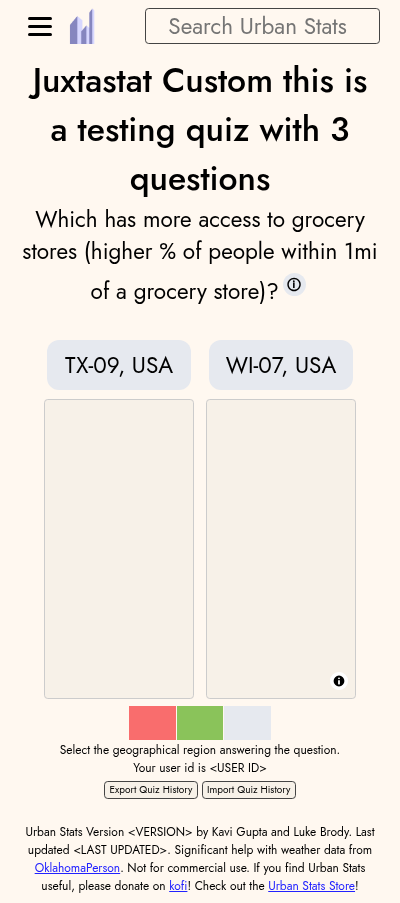 Search Urban Stats
Juxtastat Custom this is
a testing quiz with 3
questions
Which has more access to grocery
stores (higher % of people within 1mi
of a grocery store)?
TX-09, USA
WI-07, USA
Select the geographical region answering the question.
Your user id is <USER ID>
Export Quiz History
Import Quiz History
Urban Stats Version <VERSION> by Kavi Gupta and Luke Brody. Last
updated <LAST UPDATED>. Significant help with weather data from
OklahomaPerson. Not for commercial use. If you find Urban Stats
useful, please donate on kofi! Check out the Urban Stats Store!